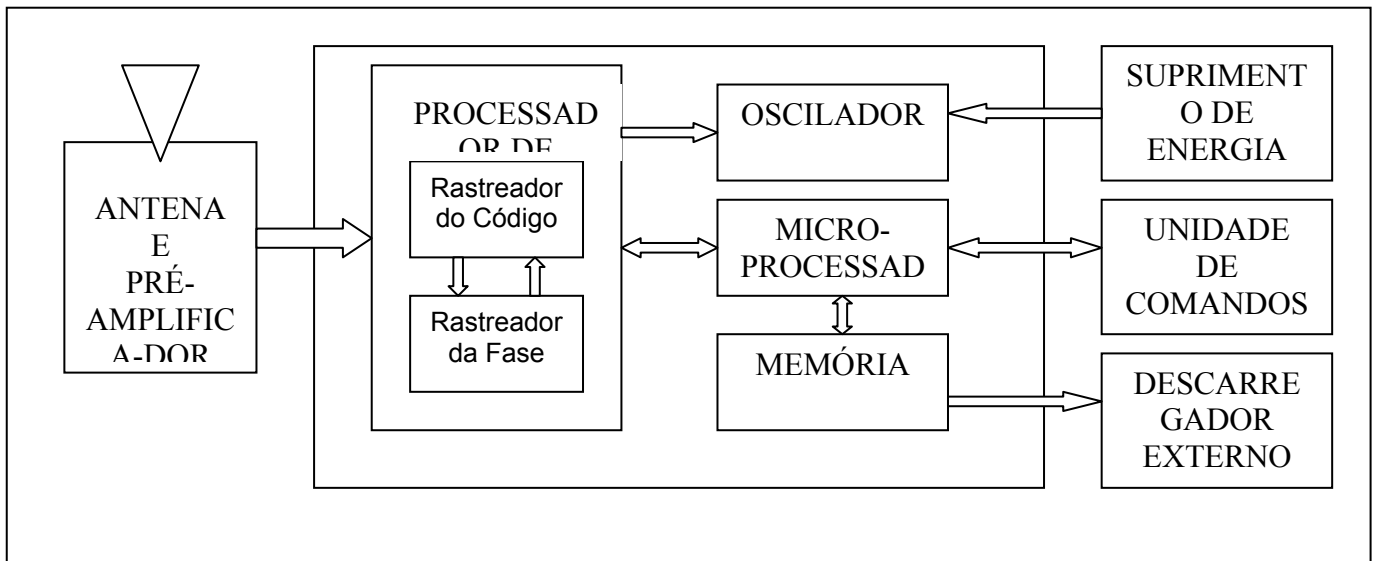 ANTENA
E
PRÉ-
AMPLIFIC
A-DOR
PROCESSAD
OR DE
Rastreador
do Código
Rastreador
da Fase
OSCILADOR
MICRO-
PROCESSAD
MEMÓRIA
SUPRIMENT
O DE
ENERGIA
UNIDADE
DE
COMANDOS
DESCARRE
GADOR
EXTERNO